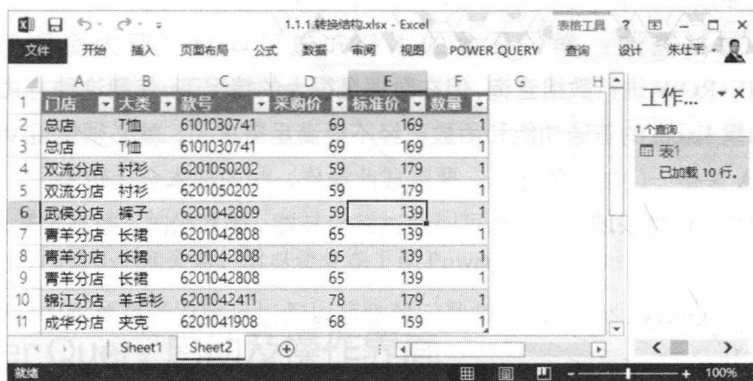 1.1.1.转换结构.xlsx - Excel 表格工具 ?
文件 开始 插入 页面布局 公式 数据 审阅 视图 POWER QUERY 查询 设计 朱仕平
A B C D E F G H
1 门店 大类 款号 采购价 标准价 数量
2 总店 T恤 6101030741 69 169 1
3 总店 T恤 6101030741 69 169 1
4 双流分店 衬衫 6201050202 59 179 1
5 双流分店 衬衫 6201050202 59 179 1
6 武侯分店 裤子 6201042809 59 139 1
7 青羊分店 长裙 6201042808 65 139 1
8 青羊分店 长裙 6201042808 65 139 1
9 青羊分店 长裙 6201042808 65 139 1
10 锦江分店 羊毛衫 6201042411 78 179 1
11 成华分店 夹克 6201041908 68 159 1
工作...
1 个查询
表1
已加载 10 行。
Sheet1 Sheet2
就绪 100%